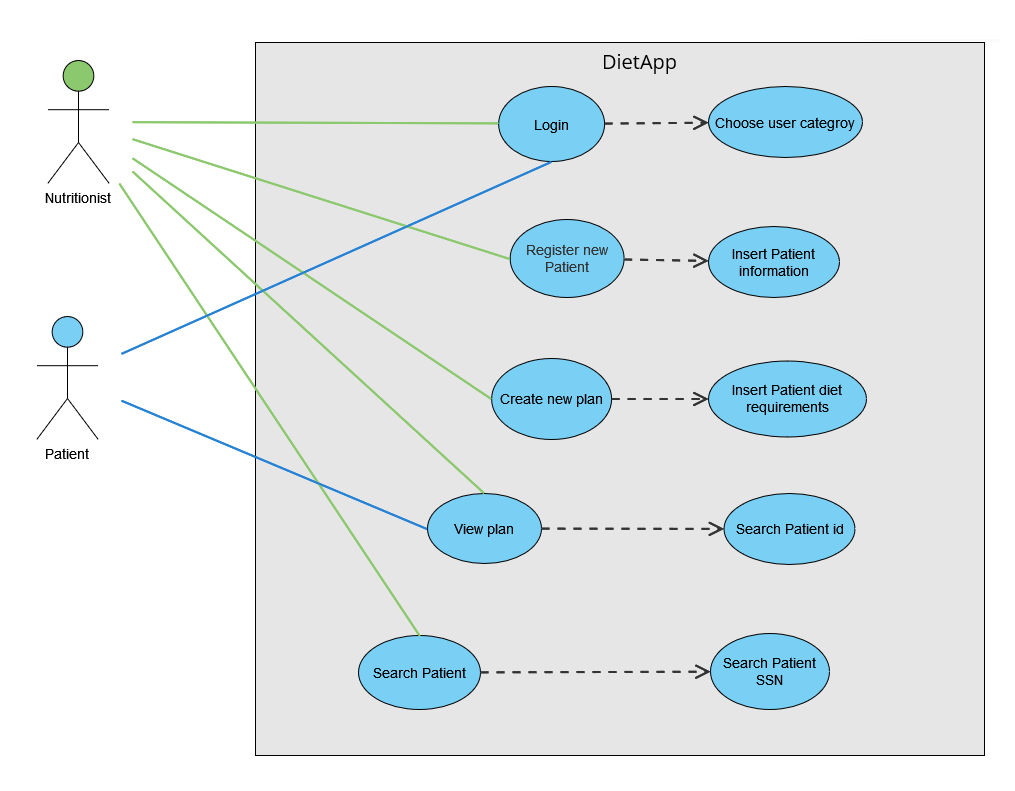 DietApp
Nutritionist
Patient
Login
Choose user categroy
Register new
Patient
Insert Patient
information
Create new plan
Insert Patient diet
requirements
View plan
Search Patient id
Search Patient
Search Patient
SSN